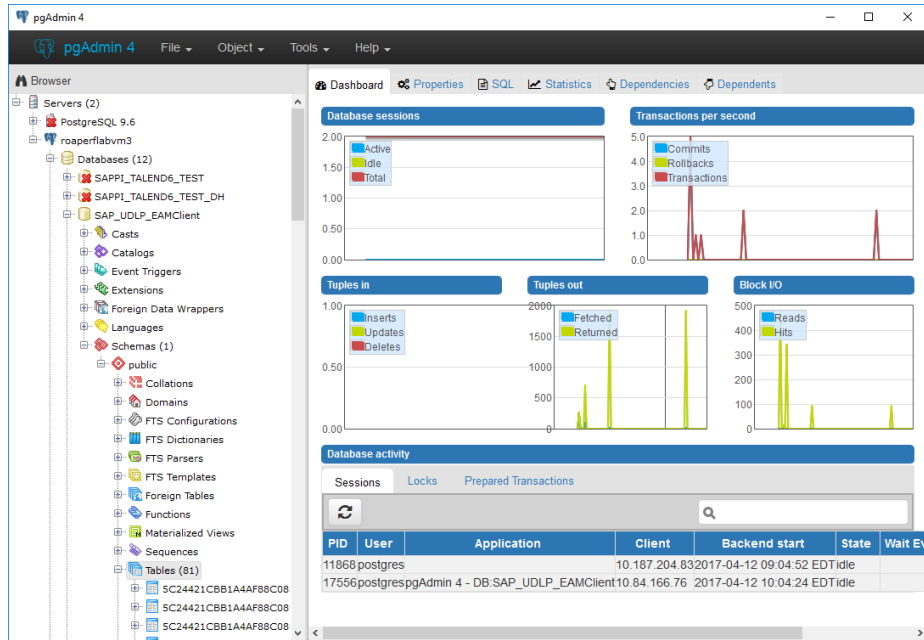 pgAdmin 4
pgAdmin 4 File Object Tools Help
Browser
Servers (2)
PostgreSQL 9.6
roaperflabvm3
Databases (12)
SAPPI_TALEND6_TEST
SAPPI_TALEND6_TEST_DH
SAP_UDLP_EAMClient
Casts
Catalogs
Event Triggers
Extensions
Foreign Data Wrappers
Languages
Schemas (1)
public
Collations
Domains
FTS Configurations
FTS Dictionaries
FTS Parsers
FTS Templates
Foreign Tables
Functions
Materialized Views
Sequences
Tables (81)
5C24421CBB1A4AF88C08
5C24421CBB1A4AF88C08
5C24421CBB1A4AF88C08
Dashboard Properties SQL Statistics Dependencies Dependents
Database sessions
2.00
1.50
1.00
0.50
0.00
Active
Idle
Total
Transactions per second
5.0
4.0
3.0
2.0
1.0
0.0
Commits
Rollbacks
Transactions
Tuples in
1.00
0.50
0.00
Inserts
Updates
Deletes
Tuples out
2000
1500
1000
500
0
Fetched
Returned
Block I/O
500
400
300
200
100
0
Reads
Hits
Database activity
Sessions Locks Prepared Transactions
PID User Application Client Backend start State Wait Ev
11868 postgres 10.187.204.83 2017-04-12 09:04:52 EDT idle
17556 postgres pgAdmin 4 - DB:SAP_UDLP_EAMClient 10.84.166.76 2017-04-12 10:04:24 EDT idle